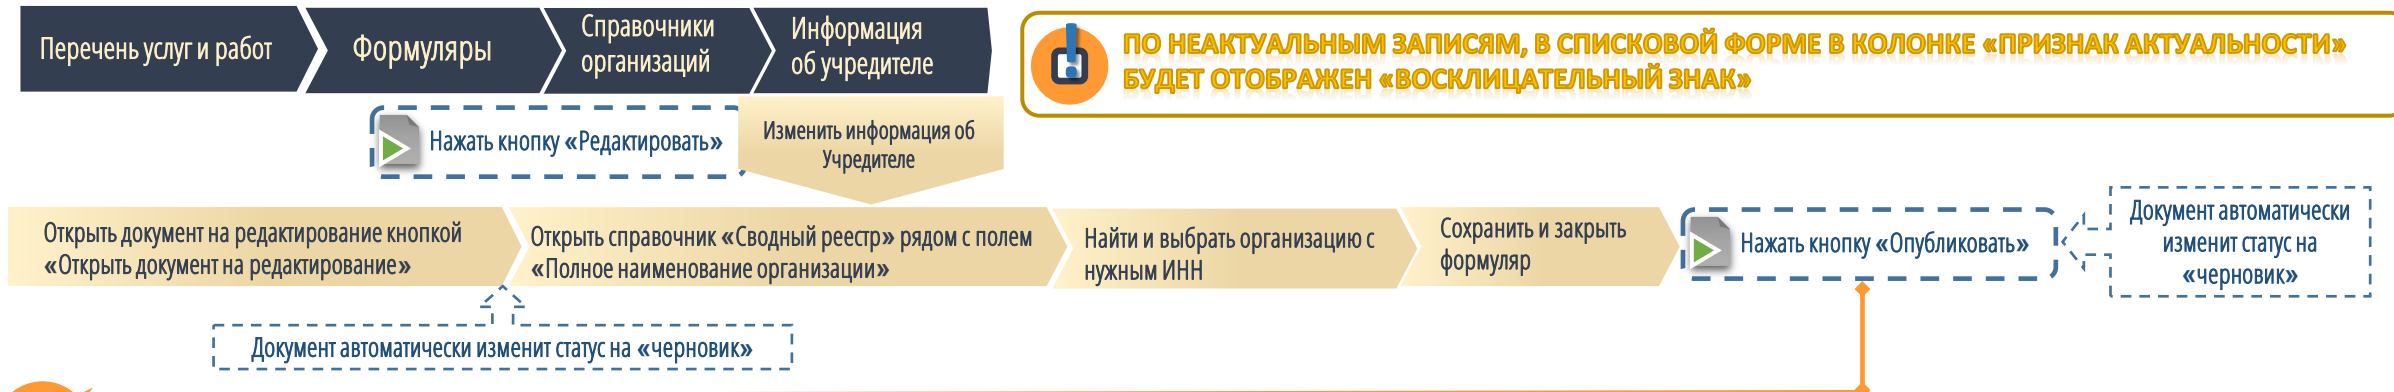 Перечень услуг и работ
Формуляры
Справочники
организаций
Информация
об учредителе
ПО НЕАКТУАЛЬНЫМ ЗАПИСЯМ, В СПИСКОВОЙ ФОРМЕ В КОЛОНКЕ «ПРИЗНАК АКТУАЛЬНОСТИ»
БУДЕТ ОТОБРАЖЕН «ВОСКЛИЦАТЕЛЬНЫЙ ЗНАК»
Нажать кнопку «Редактировать»
Изменить информация об
Учредителе
Открыть документ на редактирование кнопкой
«Открыть документ на редактирование»
Открыть справочник «Сводный реестр» рядом с полем
«Полное наименование организации»
Найти и выбрать организацию с
нужным ИНН
Сохранить и закрыть
формуляр
Нажать кнопку «Опубликовать»
Документ автоматически
изменит статус на
«черновик»
Документ автоматически изменит статус на «черновик»